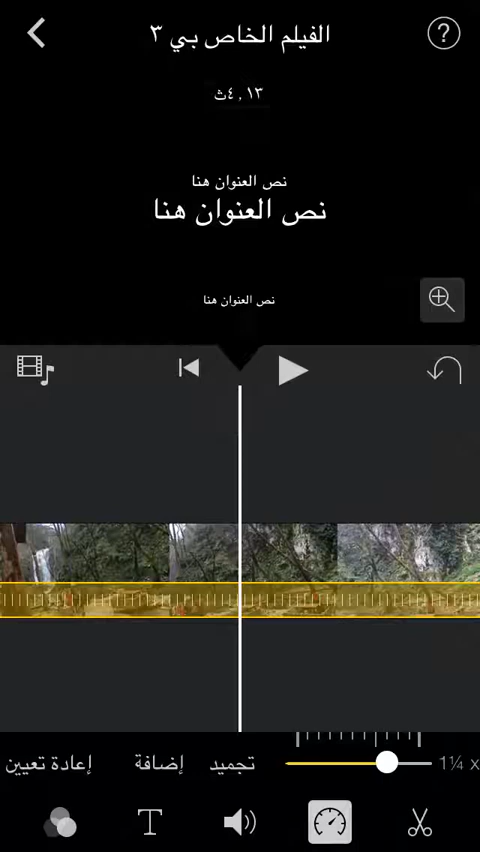 الفيلم الخاص بي ٣
١٣ ,٤ث
نص العنوان هنا
نص العنوان هنا
نص العنوان هنا
إعادة تعيين إضافة تجميد 1¼ x
T